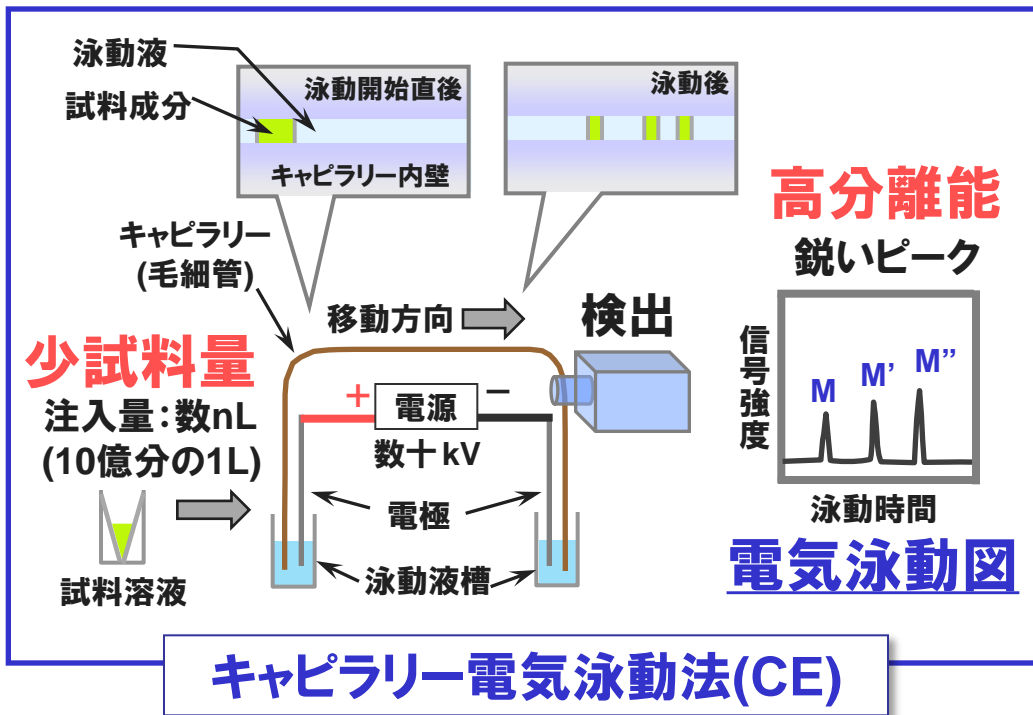 泳動液
試料成分
泳動開始直後
キャピラリー内壁
泳動後
キャピラリー
(毛細管)
移動方向
検出
高分離能
鋭いピーク
信号強度
M
M’
M”
泳動時間
電気泳動図
少試料量
注入量：数nL
(10億分の1L)
試料溶液
+
電源
−
数十kV
電極
泳動液槽
キャピラリー電気泳動法(CE)